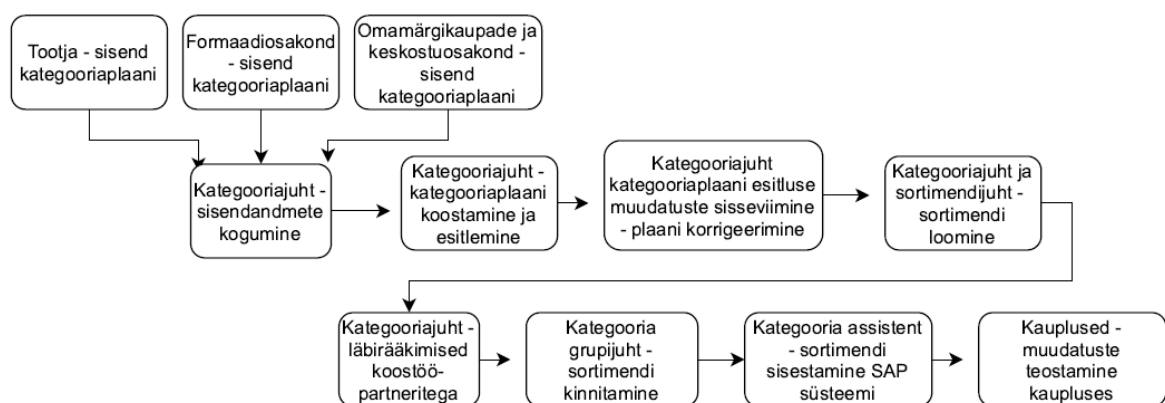 Tootja - sisend
kategooriaplaani
Formaadiosakond
- sisend
kategooriaplaani
Omamärgikaupade ja
keskostuosakond -
sisend
kategooriaplaani
Kategooriajuht -
sisendandmete
kogumine
Kategooriajuht -
kategooriaplaani
koostamine ja
esitlemine
Kategooriajuht
kategooriaplaani esitluse
muudatuste sisseviimine
- plaani korrigeerimine
Kategooriajuht ja
sortimendijuht -
sortimendi
loomine
Kategooriajuht -
läbirääkimised
koostöö-
partneritega
Kategooria
grupijuht -
sortimendi
kinnitamine
Kategooria assistent
- sortimendi
sisestamine SAP
süsteemi
Kauplused -
muudatuste
teostamine
kaupluses